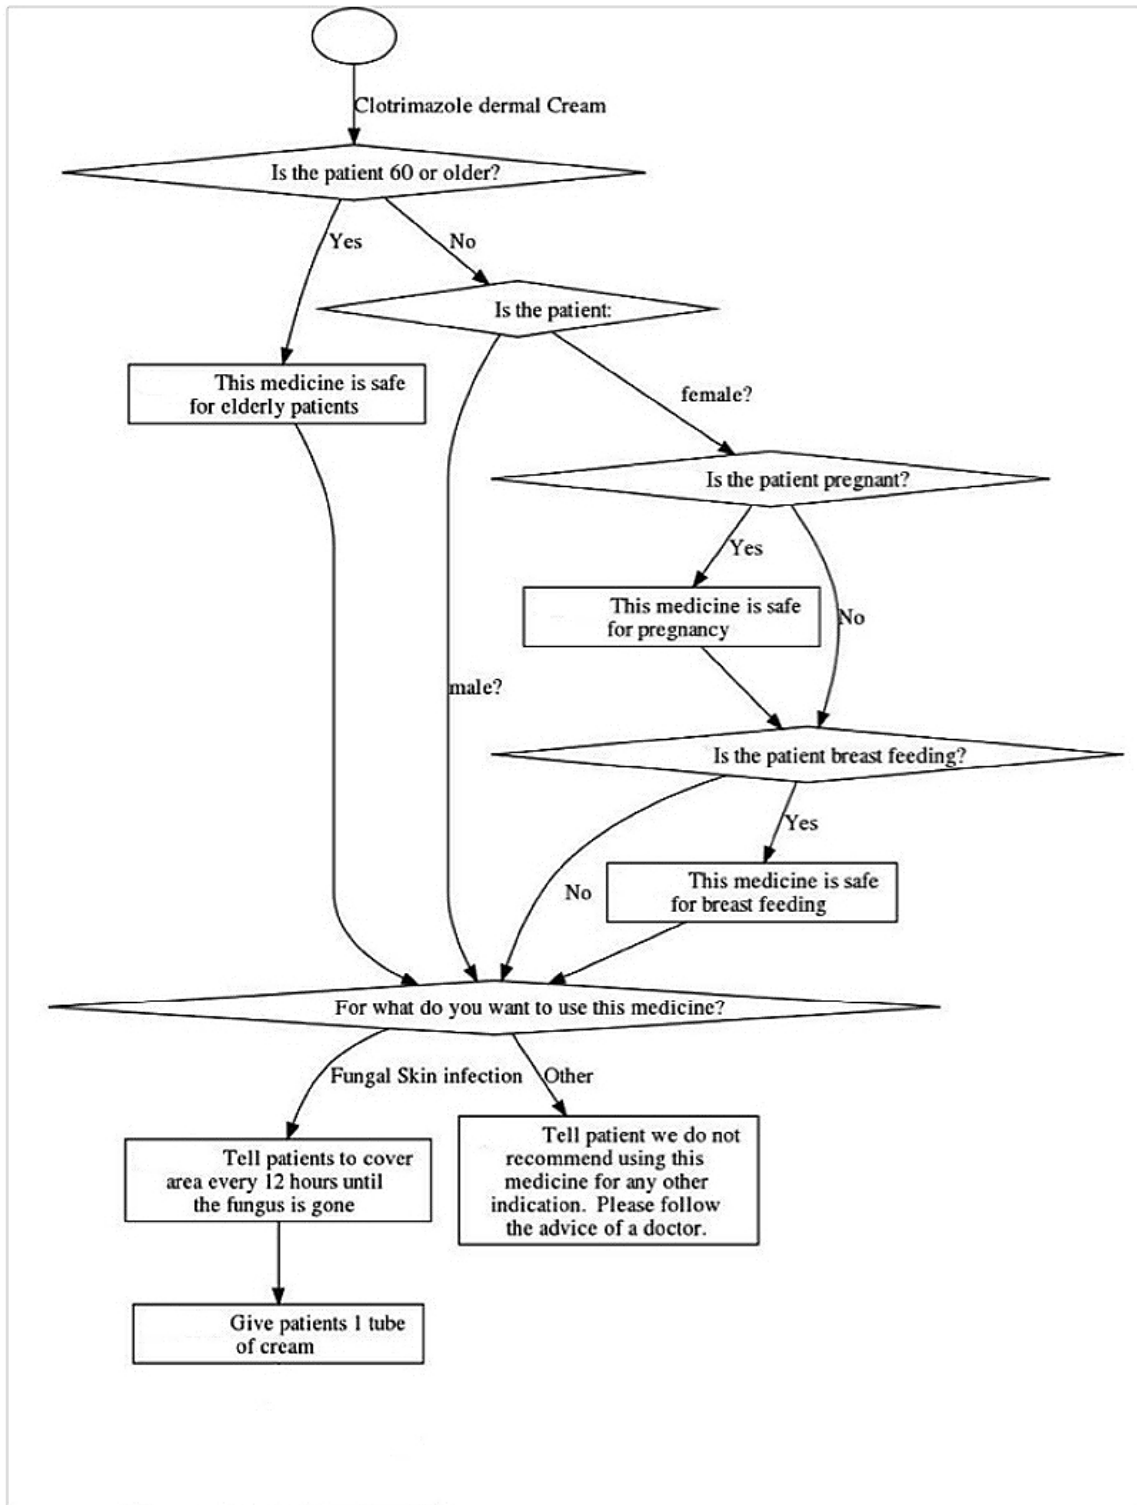 Clotrimazole dermal Cream
Is the patient 60 or older?
Yes
No
Is the patient:
This medicine is safe
for elderly patients
female?
Is the patient pregnant?
Yes
This medicine is safe
for pregnancy
No
male?
Is the patient breast feeding?
Yes
No
This medicine is safe
for breast feeding
For what do you want to use this medicine?
Fungal Skin infection
Other
Tell patients to cover
area every 12 hours until
the fungus is gone
Tell patient we do not
recommend using this
medicine for any other
indication. Please follow
the advice of a doctor.
Give patients 1 tube
of cream